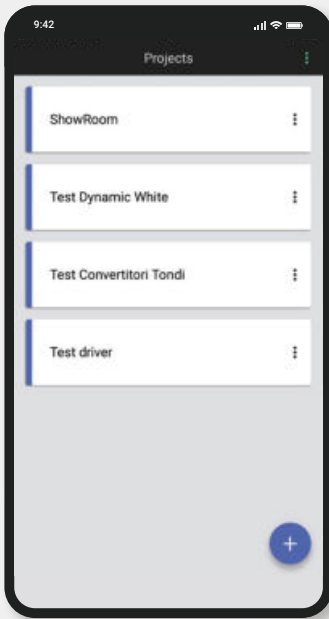 9:42
Projects
ShowRoom
Test Dynamic White
Test Convertitori Tondi
Test driver